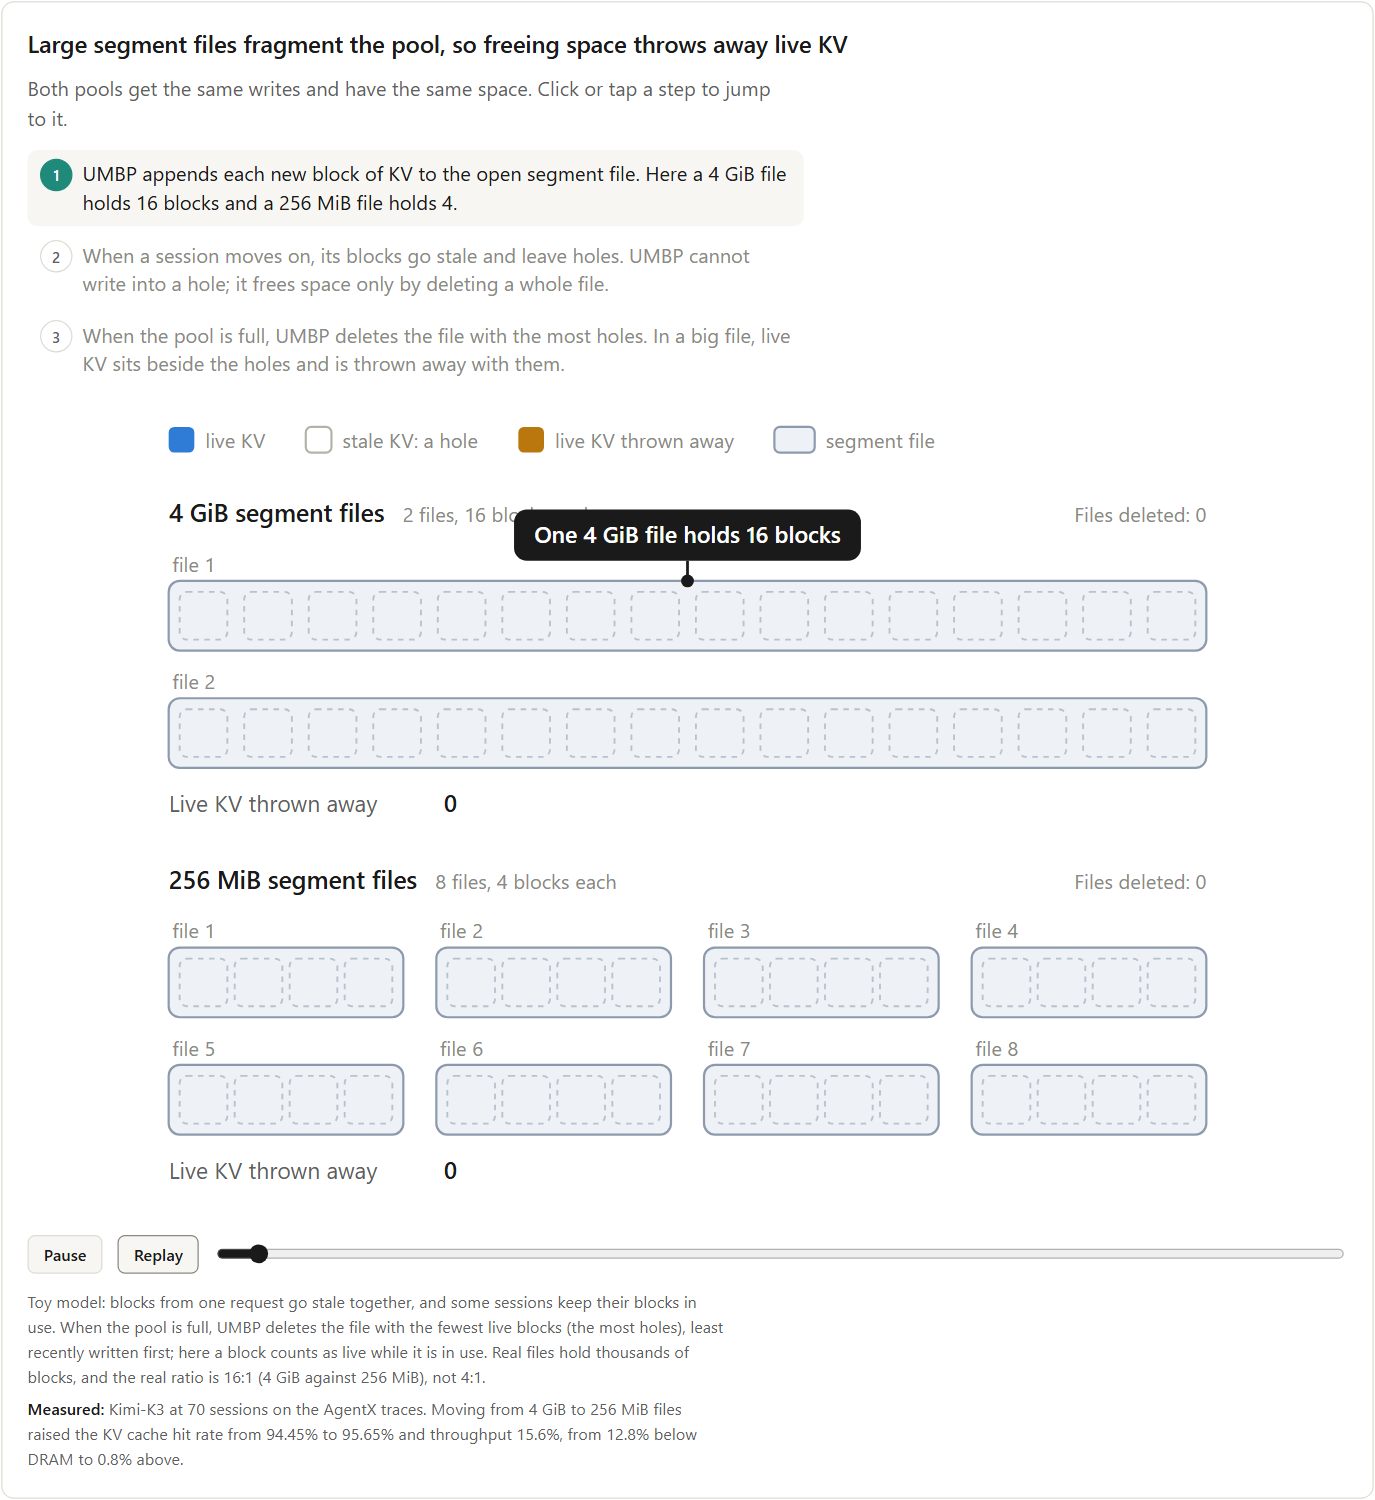 Large segment files fragment the pool, so freeing space throws away live KV
Both pools get the same writes and have the same space. Click or tap a step to jump
to it.
1 UMBP appends each new block of KV to the open segment file. Here a 4 GiB file
holds 16 blocks and a 256 MiB file holds 4.
2 When a session moves on, its blocks go stale and leave holes. UMBP cannot
write into a hole; it frees space only by deleting a whole file.
3 When the pool is full, UMBP deletes the file with the most holes. In a big file, live
KV sits beside the holes and is thrown away with them.
live KV stale KV: a hole live KV thrown away segment file
4 GiB segment files 2 files, 16 Files deleted: 0
One 4 GiB file holds 16 blocks
file 1
file 2
Live KV thrown away 0
256 MiB segment files 8 files, 4 blocks each Files deleted: 0
file 1 file 2 file 3 file 4
file 5 file 6 file 7 file 8
Live KV thrown away 0
Pause Replay
Toy model: blocks from one request go stale together, and some sessions keep their blocks in
use. When the pool is full, UMBP deletes the file with the fewest live blocks (the most holes), least
recently written first; here a block counts as live while it is in use. Real files hold thousands of
blocks, and the real ratio is 16:1 (4 GiB against 256 MiB), not 4:1.
Measured: Kimi-K3 at 70 sessions on the AgentX traces. Moving from 4 GiB to 256 MiB files
raised the KV cache hit rate from 94.45% to 95.65% and throughput 15.6%, from 12.8% below
DRAM to 0.8% above.